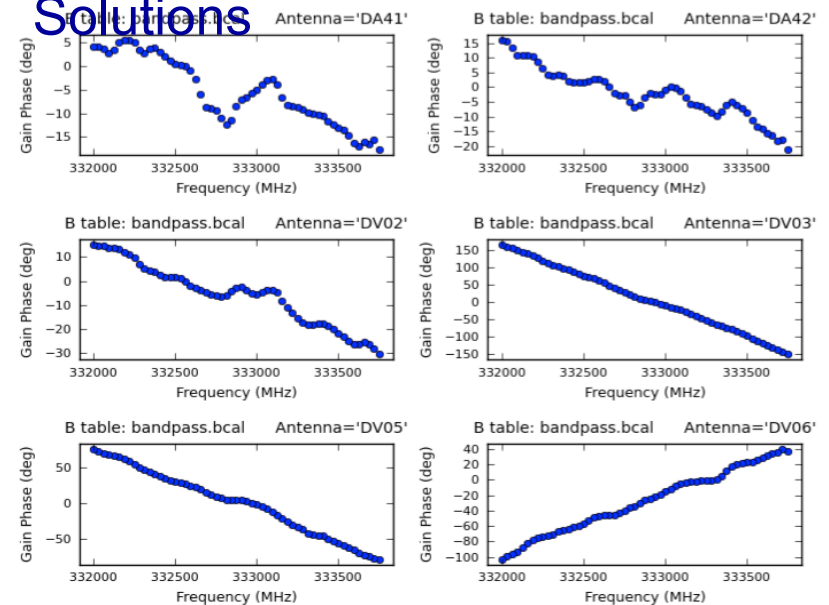 Solutions
B table: bandpass.bcal Antenna='DA41'
B table: bandpass.bcal Antenna='DA42'
Gain Phase (deg)
5
0
−5
−10
−15
332000 332500 333000 333500
Frequency (MHz)
Gain Phase (deg)
15
10
5
0
−5
−10
−15
−20
332000 332500 333000 333500
Frequency (MHz)
B table: bandpass.bcal Antenna='DV02'
B table: bandpass.bcal Antenna='DV03'
Gain Phase (deg)
10
0
−10
−20
−30
332000 332500 333000 333500
Frequency (MHz)
Gain Phase (deg)
150
100
50
0
−50
−100
−150
332000 332500 333000 333500
Frequency (MHz)
B table: bandpass.bcal Antenna='DV05'
B table: bandpass.bcal Antenna='DV06'
Gain Phase (deg)
50
0
−50
332000 332500 333000 333500
Frequency (MHz)
Gain Phase (deg)
40
20
0
−20
−40
−60
−80
−100
332000 332500 333000 333500
Frequency (MHz)